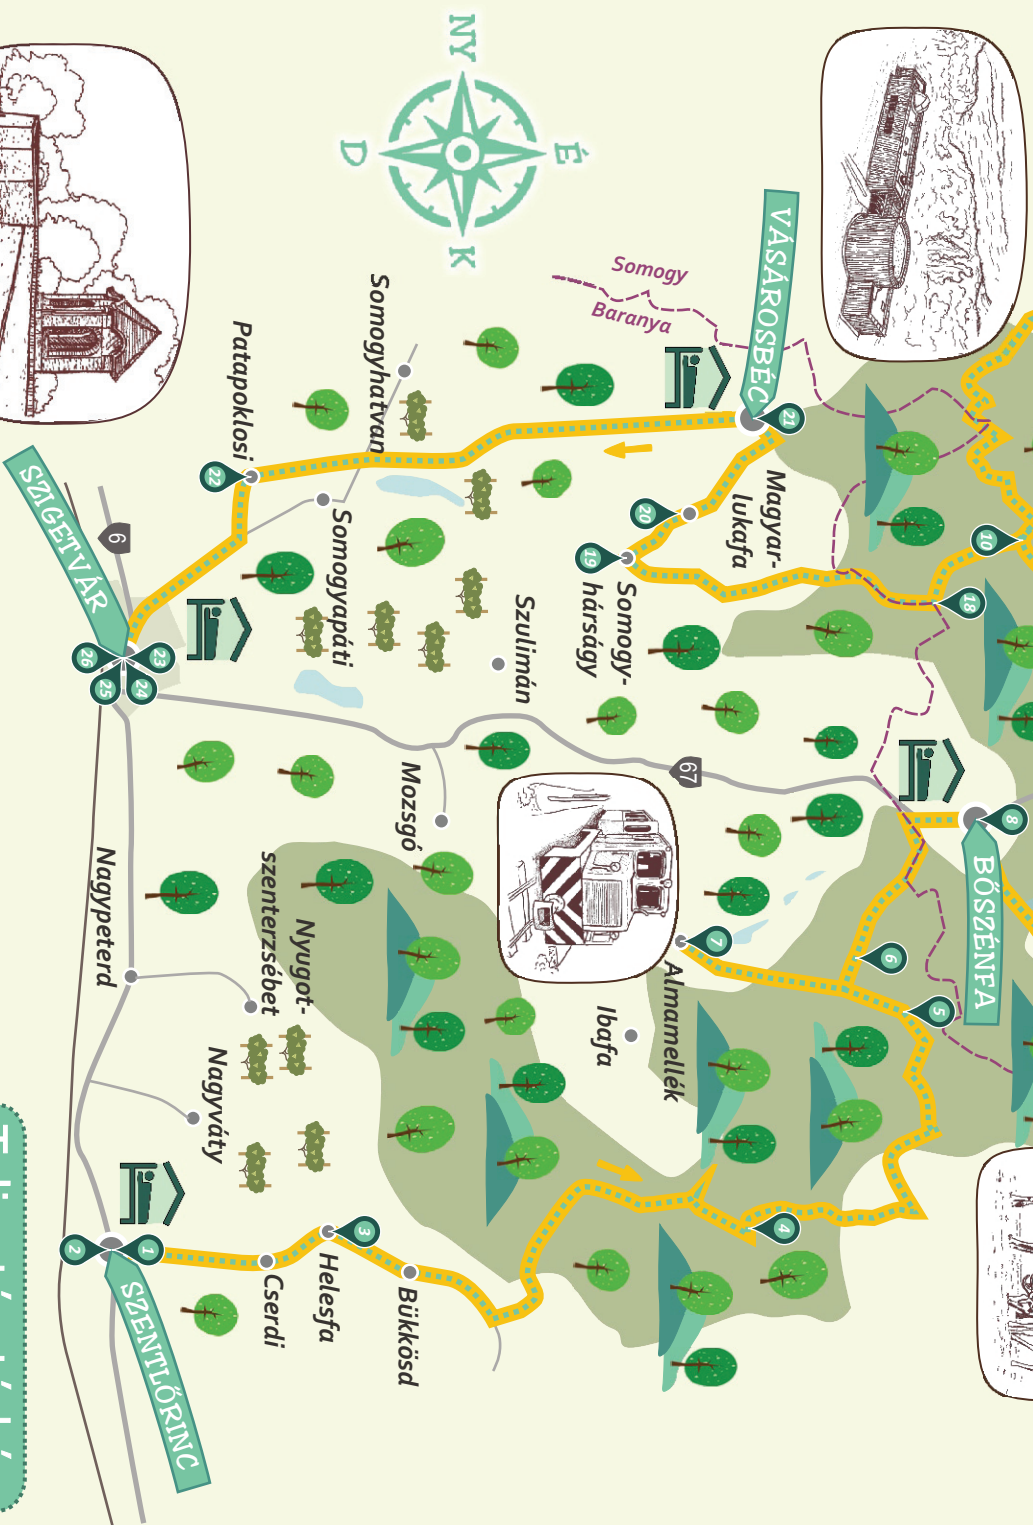 8
BŐSZÉNFA
10
18
5
6
21
VÁSÁROSBÉC
Magyar-
lukafa
4
7
Almamellék
67
Somogy
Baranya
20
19
Somogy-
hárságy
Ibafa
É
NY
K
D
Szulimán
Mozsgó
Bükkösd
Somogyhatvan
3
Helesfa
Somogyapáti
Nyugot-
szenterzsébet
Cserdi
Patapoklosi
22
Nagyváty
23
24
25
26
SZIGETVÁR
6
Nagypeterd
1
2
SZENTLŐRINC